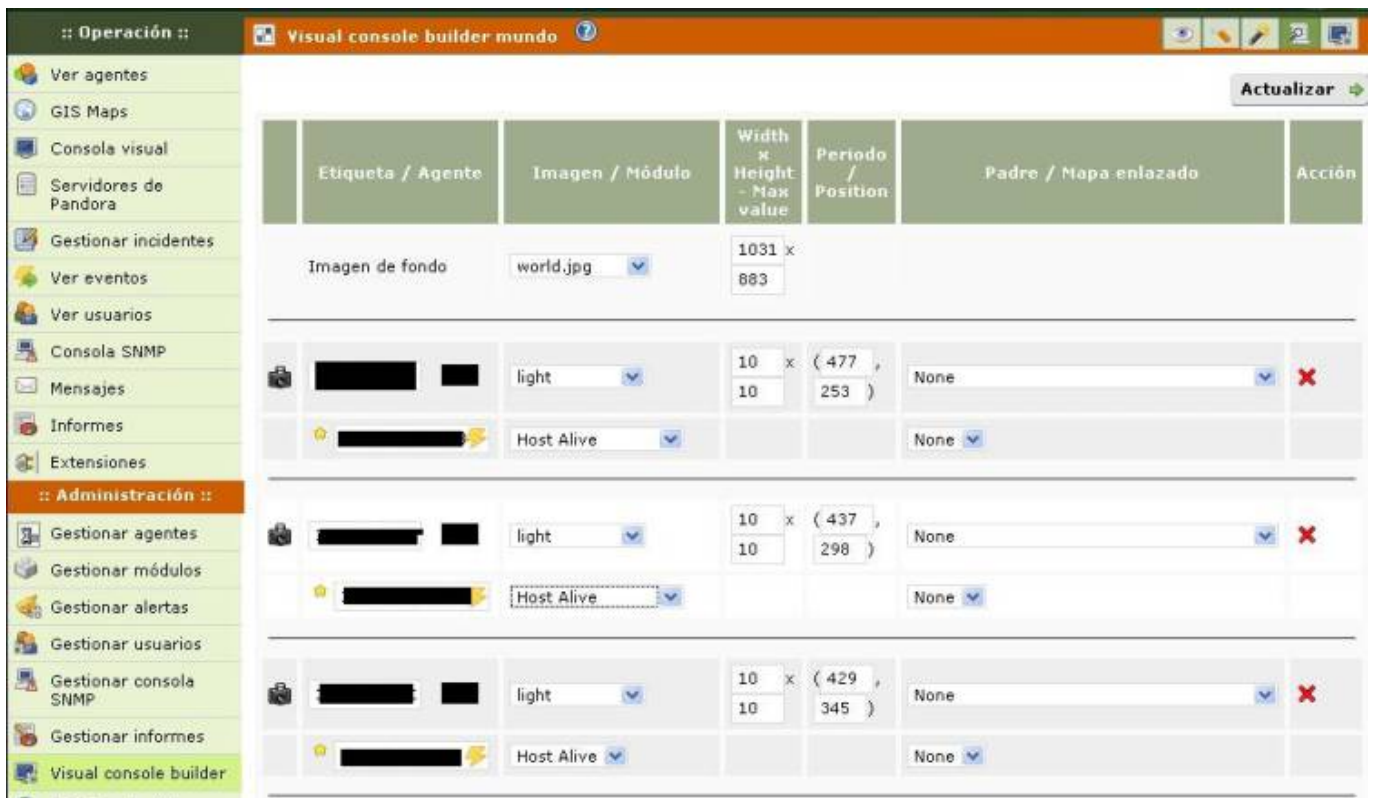 :: Operación ::
Visual console builder mundo
Ver agentes
GIS Maps
Consola visual
Servidores de
Pandora
Gestionar incidentes
Ver eventos
Ver usuarios
Consola SNMP
Mensajes
Informes
Extensiones
:: Administración ::
Gestionar agentes
Gestionar módulos
Gestionar alertas
Gestionar usuarios
Gestionar consola
SNMP
Gestionar informes
Visual console builder
Actualizar
Etiqueta / Agente
Imagen / Módulo
Width
x
Height
- Max
value
Periodo
/
Position
Padre / Mapa enlazado
Acción
Imagen de fondo
world.jpg
1031 x
883
light
10 x
10
( 477 ,
253 )
None
Host Alive
None
light
10 x
10
( 437 ,
298 )
None
Host Alive
None
light
10 x
10
( 429 ,
345 )
None
Host Alive
None